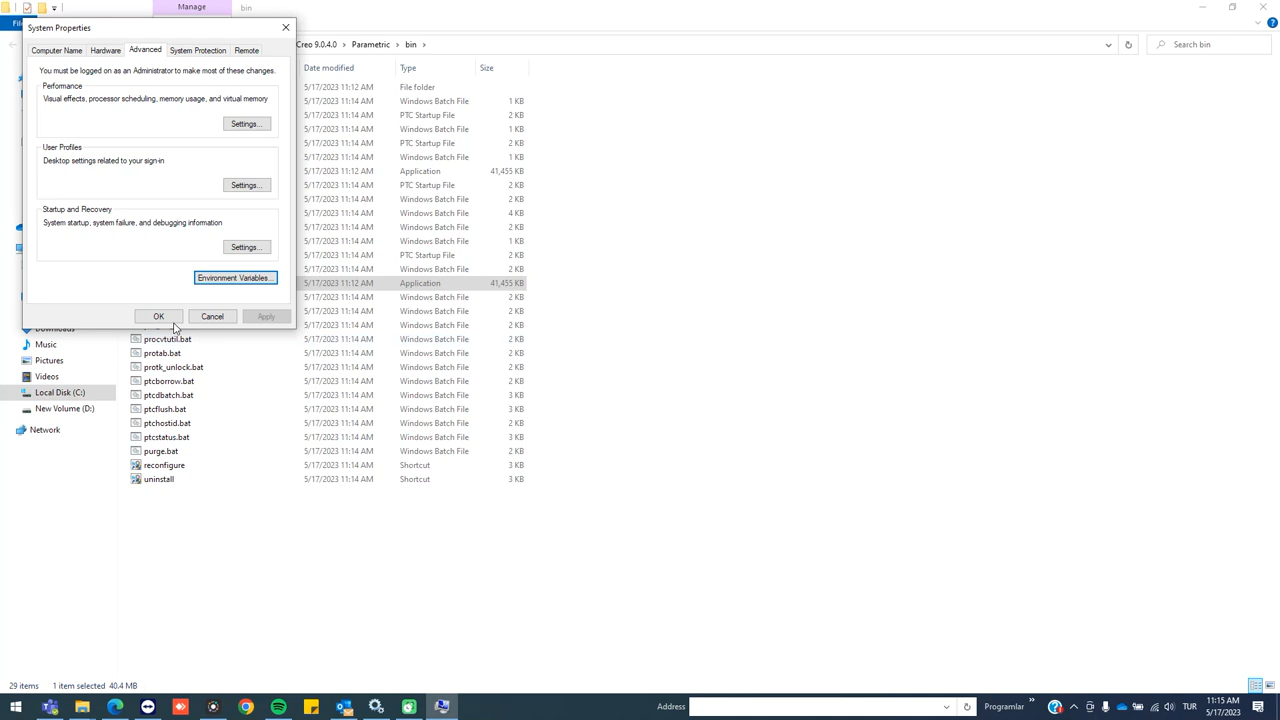 Manage
bin
System Properties
Fil
Creo 9.0.4.0 > Parametric > bin >
Search bin
Computer Name Hardware Advanced System Protection Remote
Date modified Type Size
You must be logged on as an Administrator to make most of these changes.
Performance
Visual effects, processor scheduling, memory usage, and virtual memory
Settings...
User Profiles
Desktop settings related to your sign-in
Settings...
Startup and Recovery
System startup, system failure, and debugging information
Settings...
Environment Variables...
OK Cancel Apply
5/17/2023 11:12 AM File folder
5/17/2023 11:14 AM Windows Batch File 1 KB
5/17/2023 11:14 AM PTC Startup File 2 KB
5/17/2023 11:14 AM Windows Batch File 1 KB
5/17/2023 11:14 AM PTC Startup File 2 KB
5/17/2023 11:14 AM Windows Batch File 1 KB
5/17/2023 11:12 AM Application 41,455 KB
5/17/2023 11:14 AM PTC Startup File 2 KB
5/17/2023 11:14 AM Windows Batch File 2 KB
5/17/2023 11:14 AM Windows Batch File 4 KB
5/17/2023 11:14 AM Windows Batch File 2 KB
5/17/2023 11:14 AM Windows Batch File 1 KB
5/17/2023 11:14 AM PTC Startup File 2 KB
5/17/2023 11:14 AM Windows Batch File 2 KB
5/17/2023 11:12 AM Application 41,455 KB
5/17/2023 11:14 AM Windows Batch File 2 KB
5/17/2023 11:14 AM Windows Batch File 2 KB
5/17/2023 11:14 AM Windows Batch File 2 KB
procvtutil.bat 5/17/2023 11:14 AM Windows Batch File 2 KB
protab.bat 5/17/2023 11:14 AM Windows Batch File 2 KB
protk_unlock.bat 5/17/2023 11:14 AM Windows Batch File 2 KB
ptcborrow.bat 5/17/2023 11:14 AM Windows Batch File 2 KB
ptcdbatch.bat 5/17/2023 11:14 AM Windows Batch File 3 KB
ptcflush.bat 5/17/2023 11:14 AM Windows Batch File 3 KB
ptchostid.bat 5/17/2023 11:14 AM Windows Batch File 2 KB
ptcstatus.bat 5/17/2023 11:14 AM Windows Batch File 3 KB
purge.bat 5/17/2023 11:14 AM Windows Batch File 2 KB
reconfigure 5/17/2023 11:14 AM Shortcut 3 KB
uninstall 5/17/2023 11:14 AM Shortcut 3 KB
Downloads
Music
Pictures
Videos
Local Disk (C:)
New Volume (D:)
Network
29 items 1 item selected 40.4 MB
Address
Programlar »
TUR
11:15 AM
5/17/2023